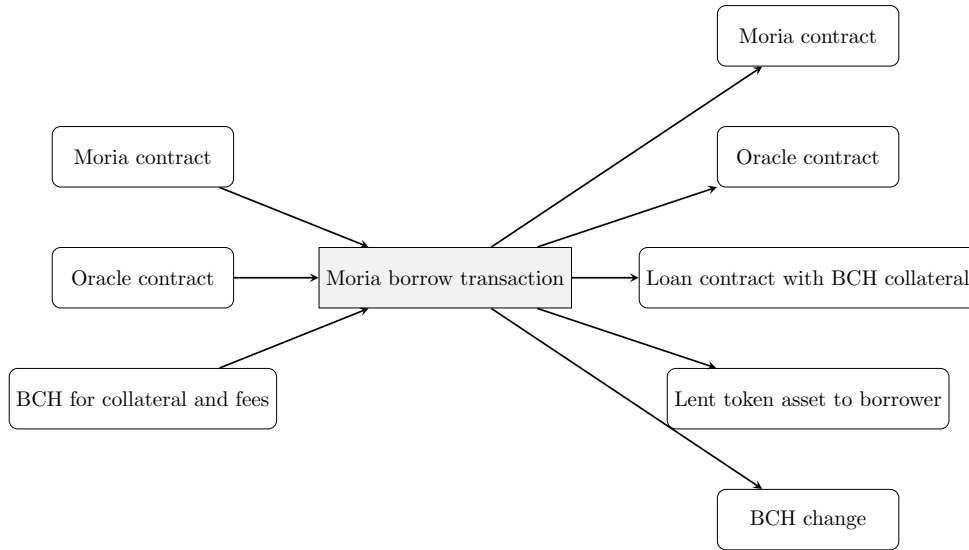 Moria contract
Moria contract
Oracle contract
Oracle contract
Moria borrow transaction
Loan contract with BCH collateral
BCH for collateral and fees
Lent token asset to borrower
BCH change